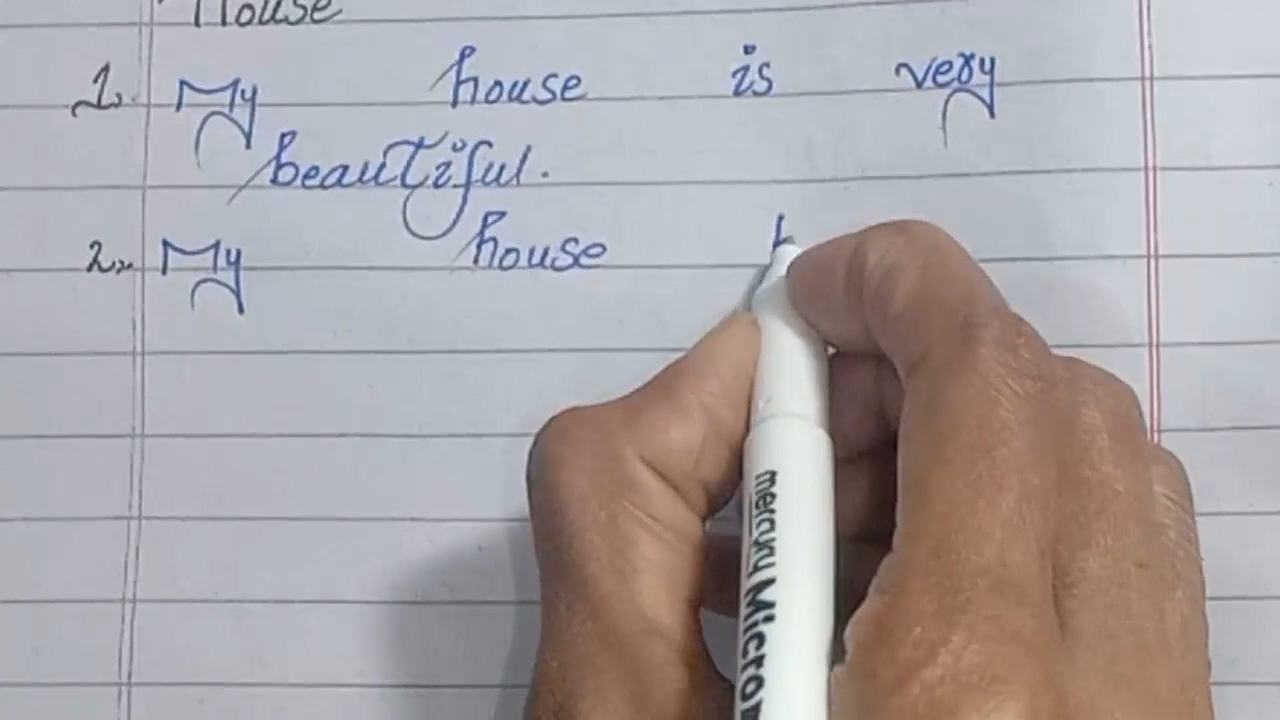 House
1. My house is very
beautiful.
2. My house
mercury Micro